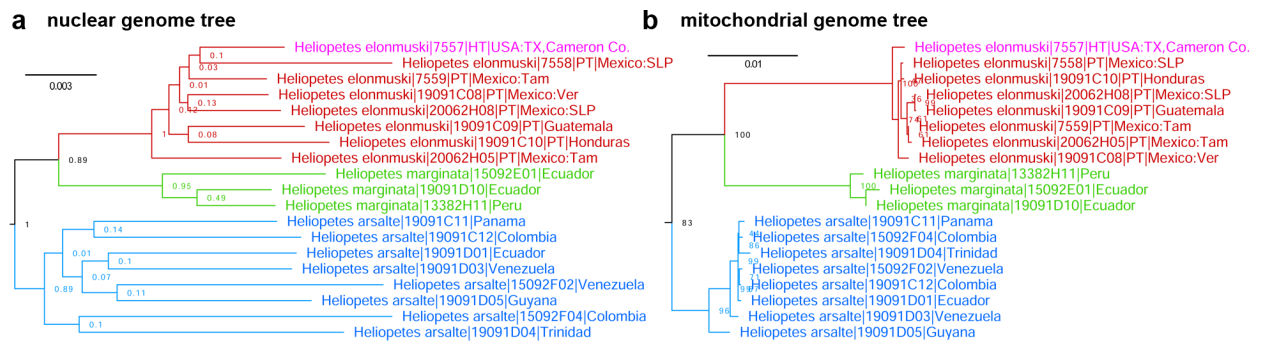 a nuclear genome tree
Heliopetes elonmuski|7557|HT|USA:TX,Cameron Co.
0.1
Heliopetes elonmuski|7558|PT|Mexico:SLP
0.03
Heliopetes elonmuski|7559|PT|Mexico:Tam
0.003
0.01
Heliopetes elonmuski|19091C08|PT|Mexico:Ver
0.13
0.12
Heliopetes elonmuski|20062H08|PT|Mexico:SLP
Heliopetes elonmuski|19091C09|PT|Guatemala
1
0.08
Heliopetes elonmuski|19091C10|PT|Honduras
Heliopetes elonmuski|20062H05|PT|Mexico:Tam
0.89
Heliopetes marginata|15092E01|Ecuador
0.95
Heliopetes marginata|19091D10|Ecuador
0.49
Heliopetes marginata|13382H11|Peru
1
Heliopetes arsalte|19091C11|Panama
0.14
Heliopetes arsalte|19091C12|Colombia
0.01
Heliopetes arsalte|19091D01|Ecuador
0.1
Heliopetes arsalte|19091D03|Venezuela
0.07
0.89
Heliopetes arsalte|15092F02|Venezuela
0.11
Heliopetes arsalte|19091D05|Guyana
Heliopetes arsalte|15092F04|Colombia
0.1
Heliopetes arsalte|19091D04|Trinidad
b mitochondrial genome tree
Heliopetes elonmuski|7557|HT|USA:TX,Cameron Co.
0.01
Heliopetes elonmuski|7558|PT|Mexico:SLP
Heliopetes elonmuski|19091C10|PT|Honduras
100
Heliopetes elonmuski|20062H08|PT|Mexico:SLP
Heliopetes elonmuski|19091C09|PT|Guatemala
Heliopetes elonmuski|7559|PT|Mexico:Tam
100
Heliopetes elonmuski|20062H05|PT|Mexico:Tam
Heliopetes elonmuski|19091C08|PT|Mexico:Ver
Heliopetes marginata|13382H11|Peru
100
Heliopetes marginata|15092E01|Ecuador
Heliopetes marginata|19091D10|Ecuador
83
Heliopetes arsalte|19091C11|Panama
Heliopetes arsalte|15092F04|Colombia
86
Heliopetes arsalte|19091D04|Trinidad
Heliopetes arsalte|15092F02|Venezuela
Heliopetes arsalte|19091C12|Colombia
Heliopetes arsalte|19091D01|Ecuador
96
Heliopetes arsalte|19091D03|Venezuela
Heliopetes arsalte|19091D05|Guyana